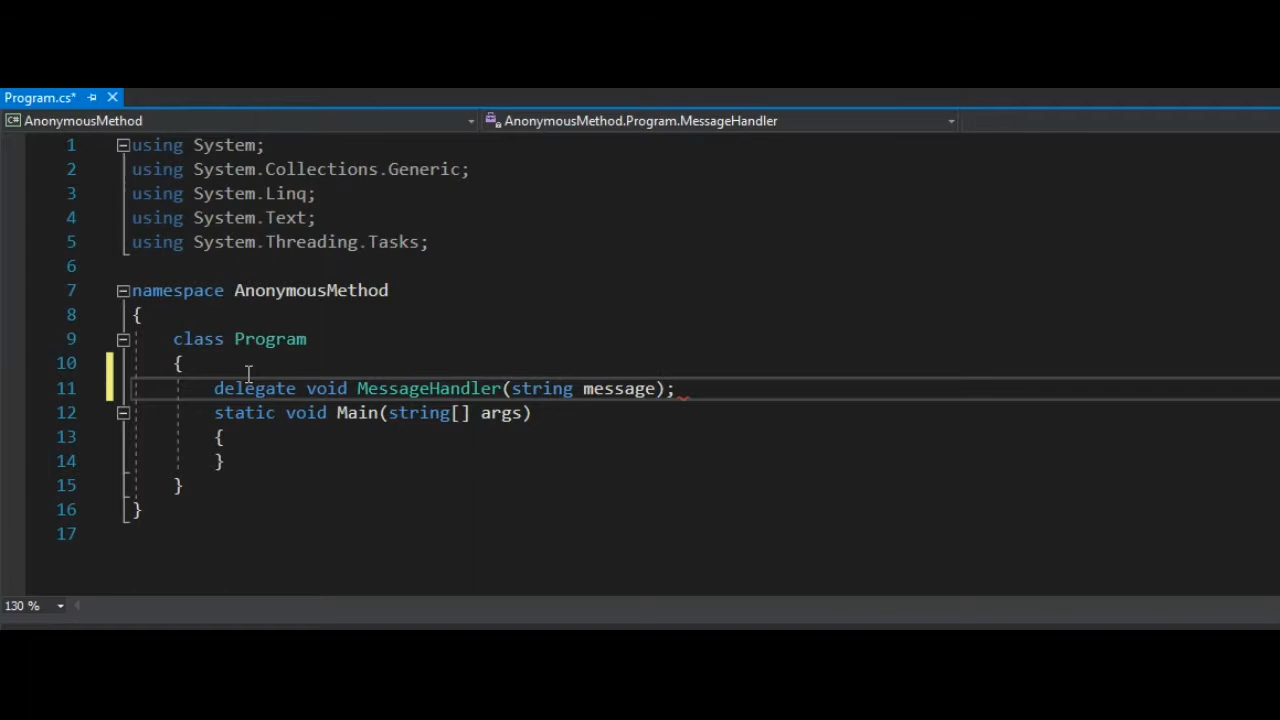 Program.cs*
C# AnonymousMethod
AnonymousMethod.Program.MessageHandler
1 using System;
2 using System.Collections.Generic;
3 using System.Linq;
4 using System.Text;
5 using System.Threading.Tasks;
6
7 namespace AnonymousMethod
8 {
9 class Program
10 {
11 delegate void MessageHandler(string message);
12 static void Main(string[] args)
13 {
14 }
15 }
16 }
17
130 %